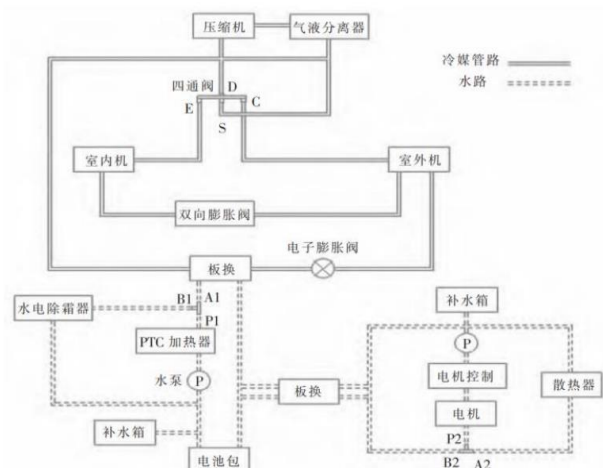 压缩机
气液分离器
冷媒管路
水路
四通阀
D
E
C
S
室内机
室外机
双向膨胀阀
电子膨胀阀
板换
水电除霜器
B1
A1
P1
PTC 加热器
水泵
P
补水箱
电池包
板换
补水箱
P
电机控制
散热器
电机
P2
B2
A2